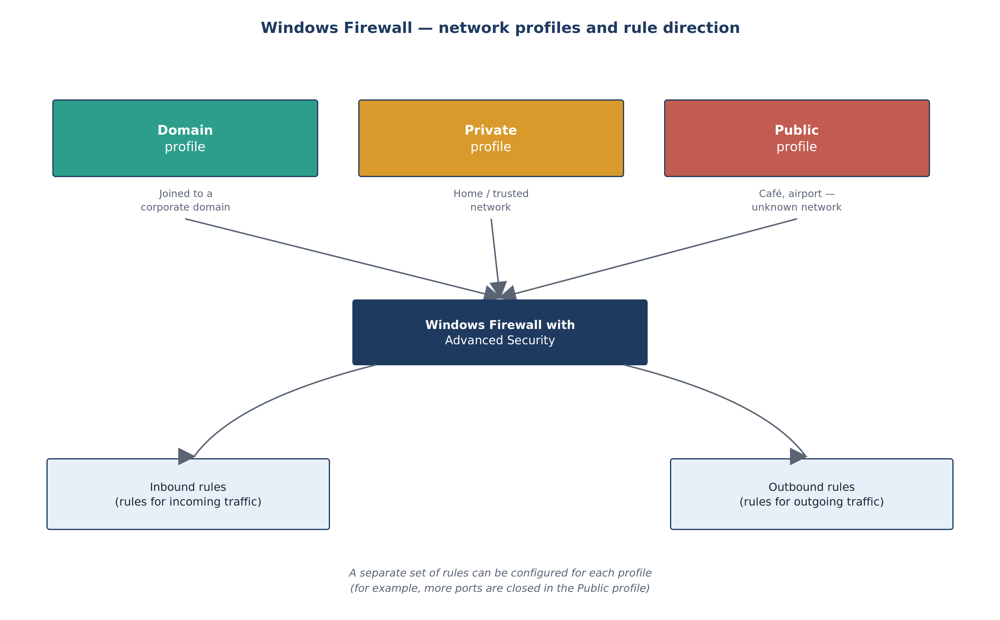 Windows Firewall — network profiles and rule direction
Domain
profile
Private
profile
Public
profile
Joined to a
corporate domain
Home / trusted
network
Café, airport —
unknown network
Windows Firewall with
Advanced Security
Inbound rules
(rules for incoming traffic)
Outbound rules
(rules for outgoing traffic)
A separate set of rules can be configured for each profile
(for example, more ports are closed in the Public profile)